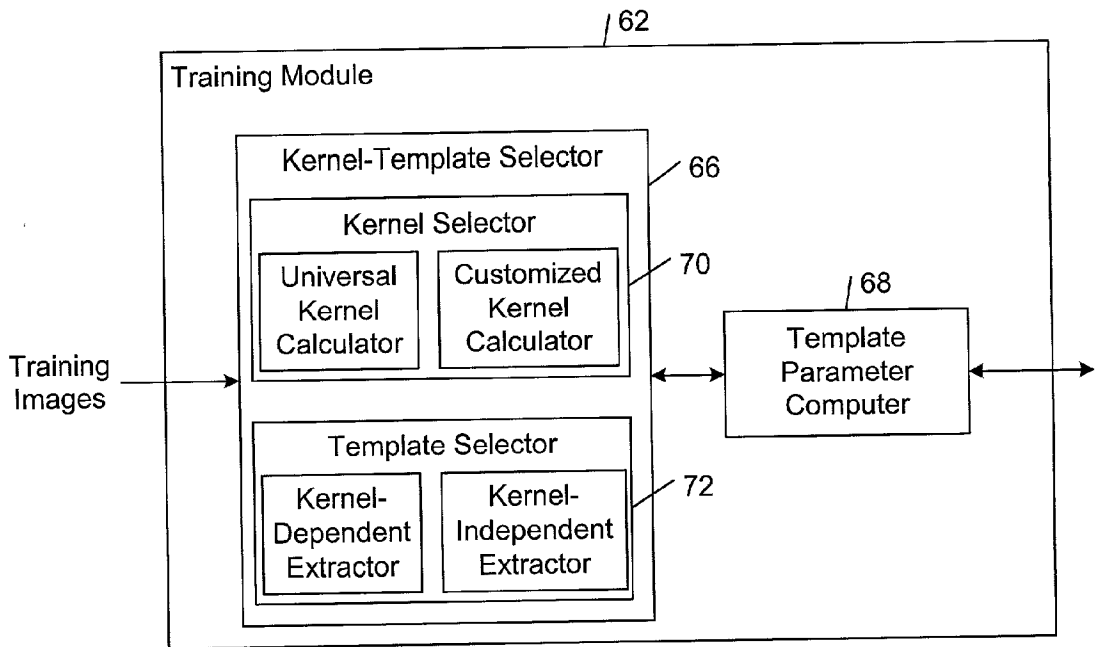 62
Training Module
Kernel-Template Selector
66
Kernel Selector
70
Universal
Kernel
Calculator
Customized
Kernel
Calculator
68
Template
Parameter
Computer
Training
Images
Template Selector
72
Kernel-
Dependent
Extractor
Kernel-
Independent
Extractor